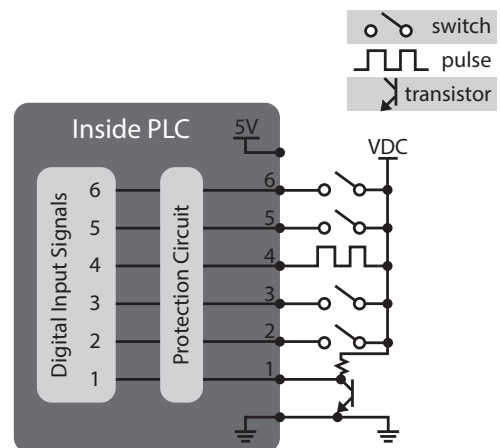 switch
pulse
transistor
Inside PLC
5V
VDC
Digital Input Signals
Protection Circuit
6
6
5
5
4
4
3
3
2
2
1
1